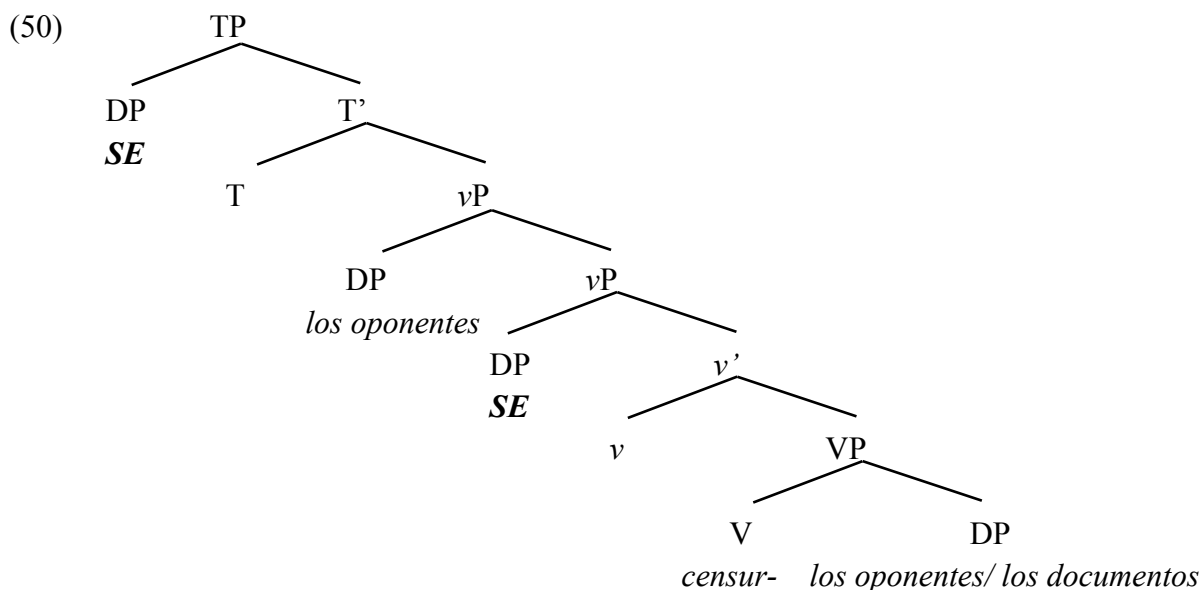 (50) TP
DP T’
SE
T vP
DP vP
los oponentes
DP v’
SE
v VP
V DP
censur- los oponentes/ los documentos